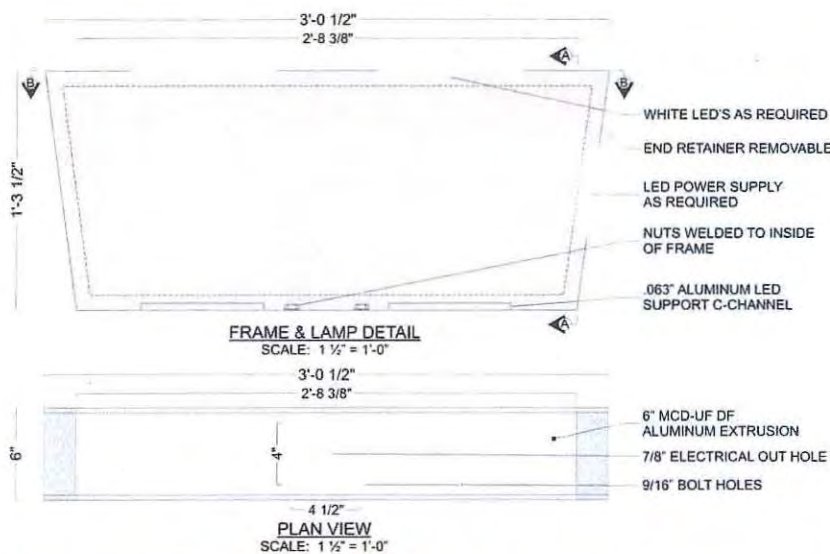 3'-0 1/2"
2'-8 3/8"
A
B
B
1'-3 1/2"
WHITE LED'S AS REQUIRED
END RETAINER REMOVABLE
LED POWER SUPPLY
AS REQUIRED
NUTS WELDED TO INSIDE
OF FRAME
.063" ALUMINUM LED
SUPPORT C-CHANNEL
A
FRAME & LAMP DETAIL
SCALE: 1 ½" = 1'-0"
3'-0 1/2"
2'-8 3/8"
6"
4"
6" MCD-UF DF
ALUMINUM EXTRUSION
7/8" ELECTRICAL OUT HOLE
9/16" BOLT HOLES
4 1/2"
PLAN VIEW
SCALE: 1 ½" = 1'-0"